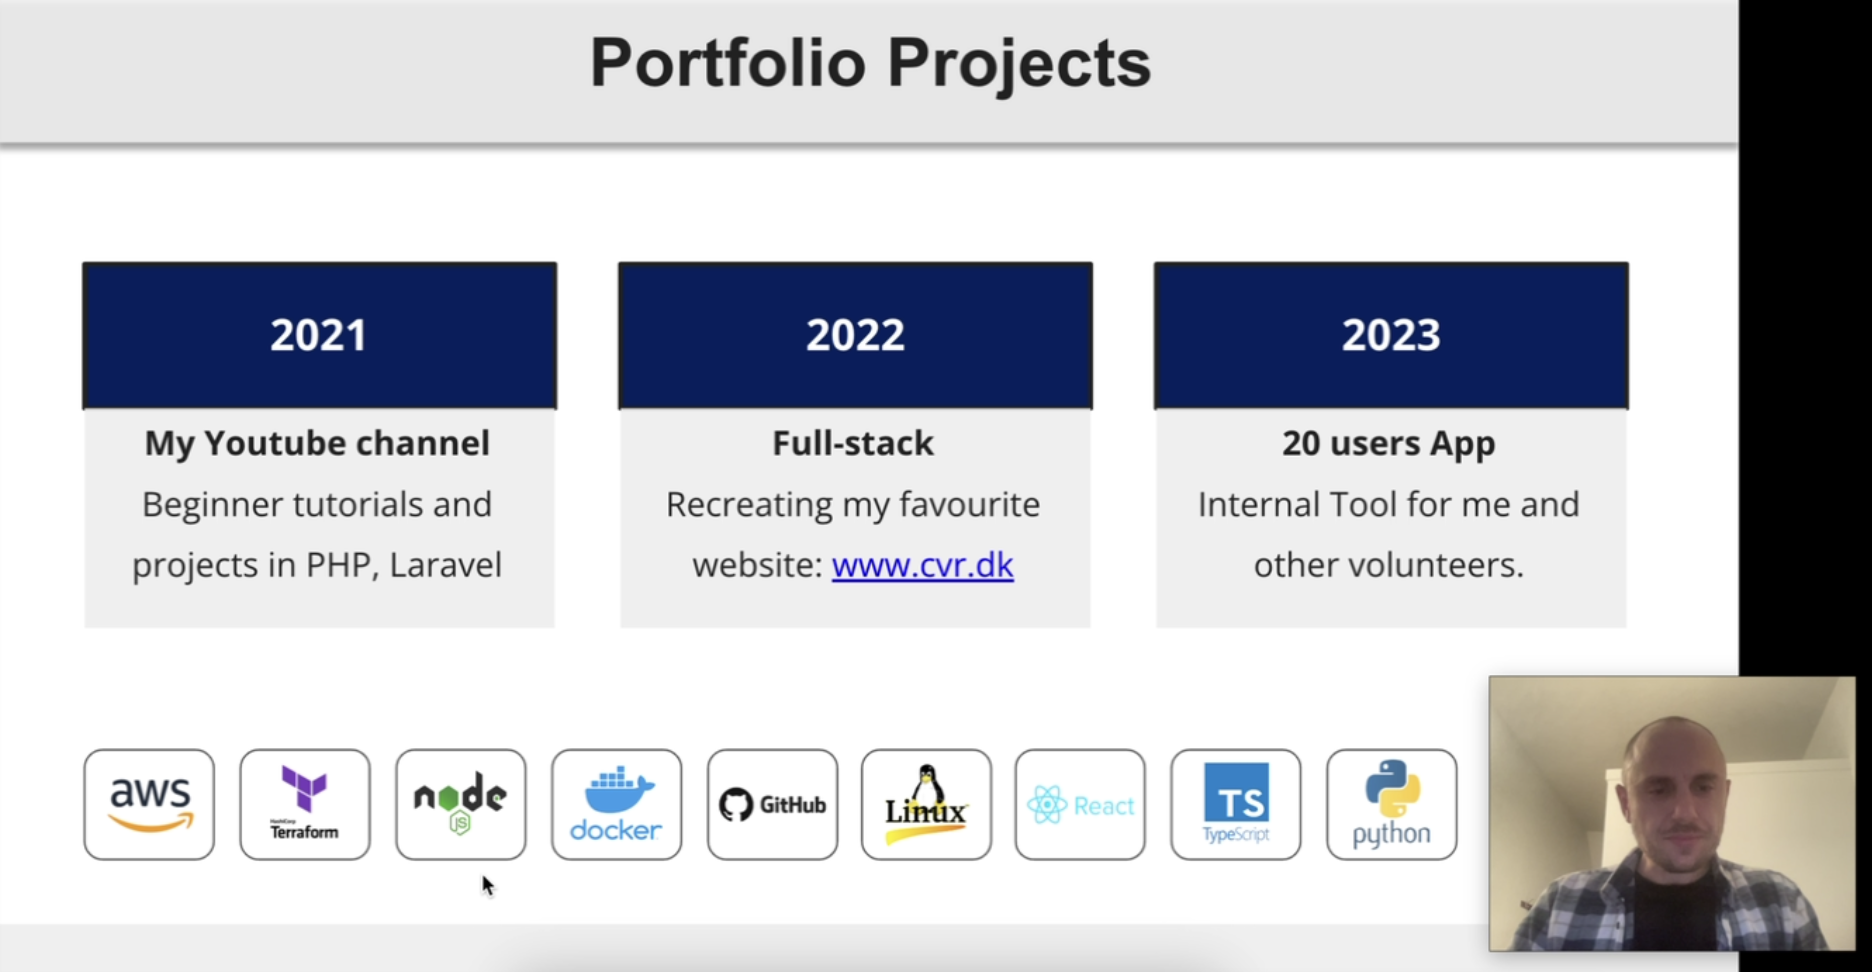 Portfolio Projects
2021
My Youtube channel
Beginner tutorials and
projects in PHP, Laravel
2022
Full-stack
Recreating my favourite
website: www.cvr.dk
2023
20 users App
Internal Tool for me and
other volunteers.
aws
HashiCorp
Terraform
node
JS
docker
GitHub
Linux
React
TS
TypeScript
python